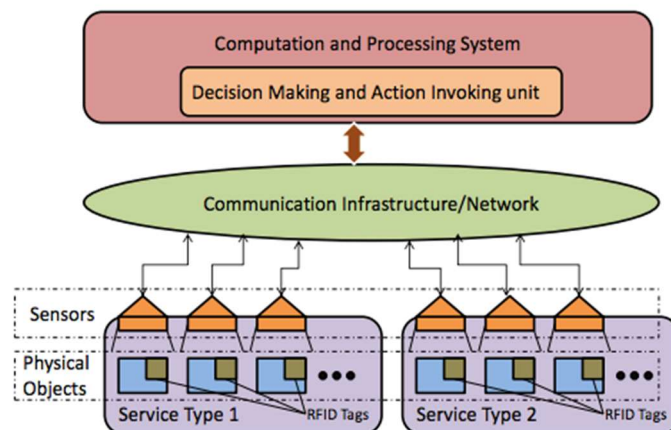 Computation and Processing System
Decision Making and Action Invoking unit
Communication Infrastructure/Network
Sensors
Physical
Objects
Service Type 1
RFID Tags
Service Type 2
RFID Tags